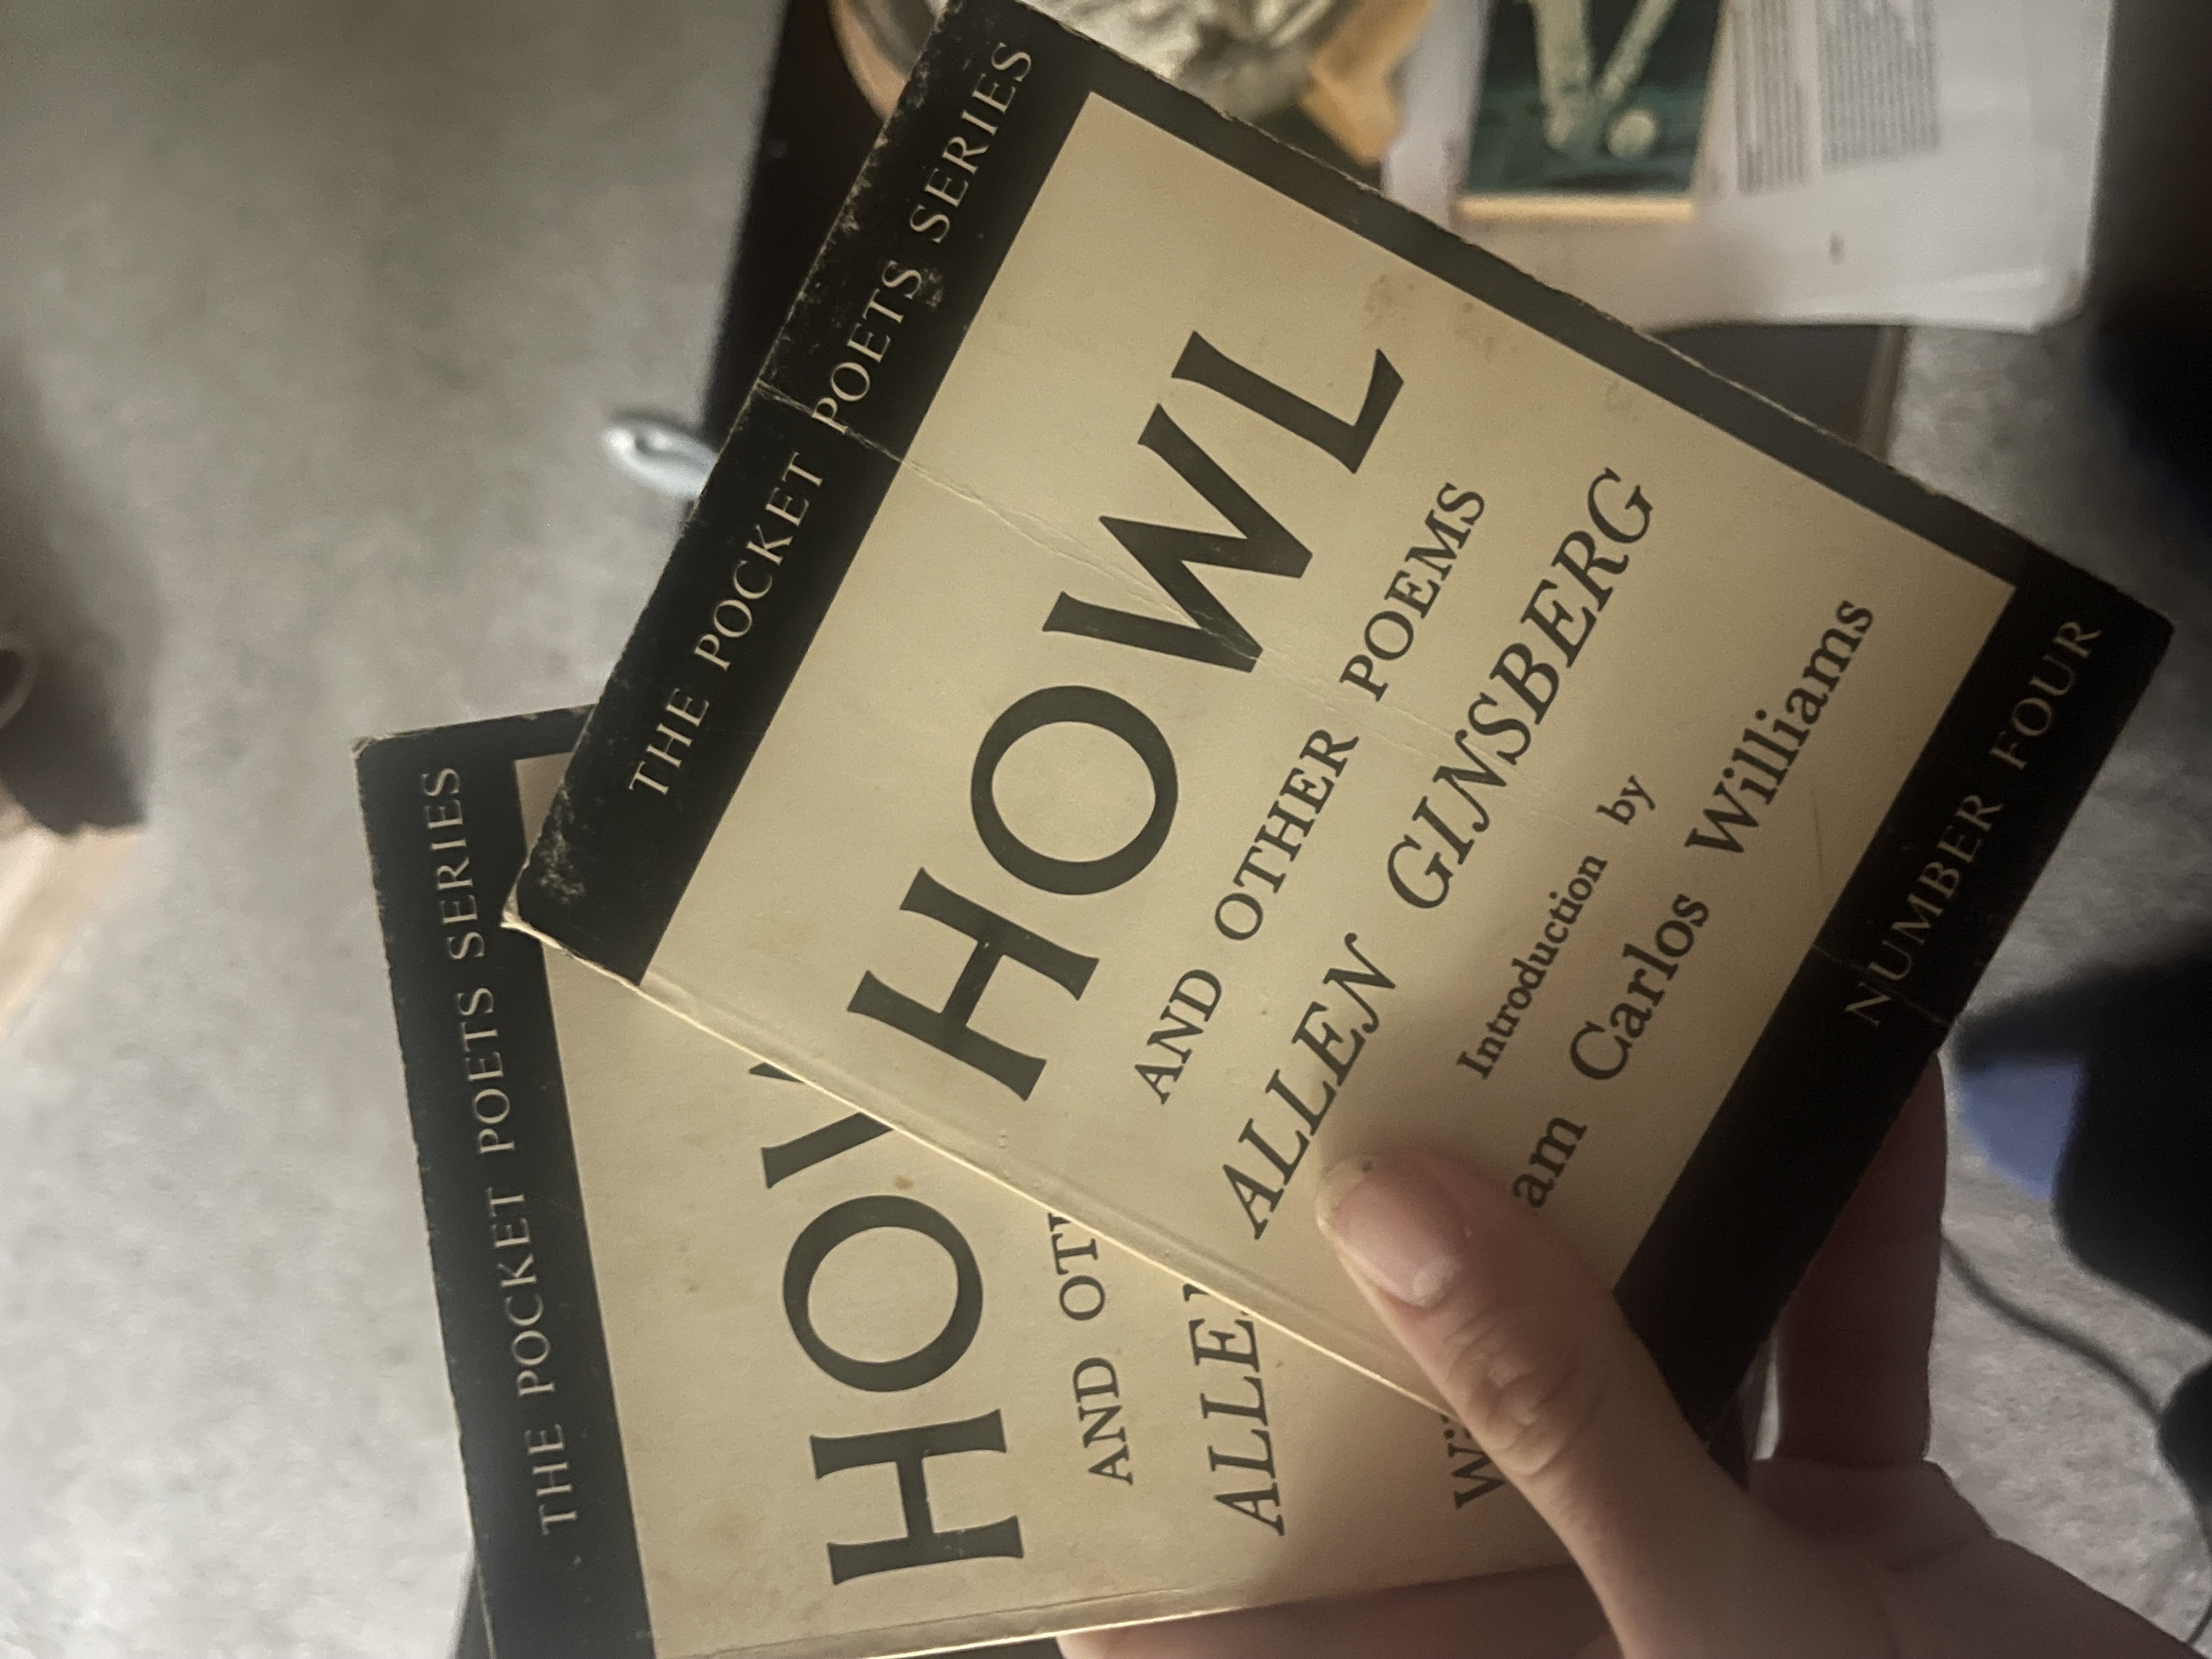 THE POCKET POETS SERIES
HOWL
AND OTHER POEMS
ALLEN GINSBERG
Introduction by
am Carlos Williams
NUMBER FOUR
THE POCKET POETS SERIES
HO
AND OT
ALLE
W